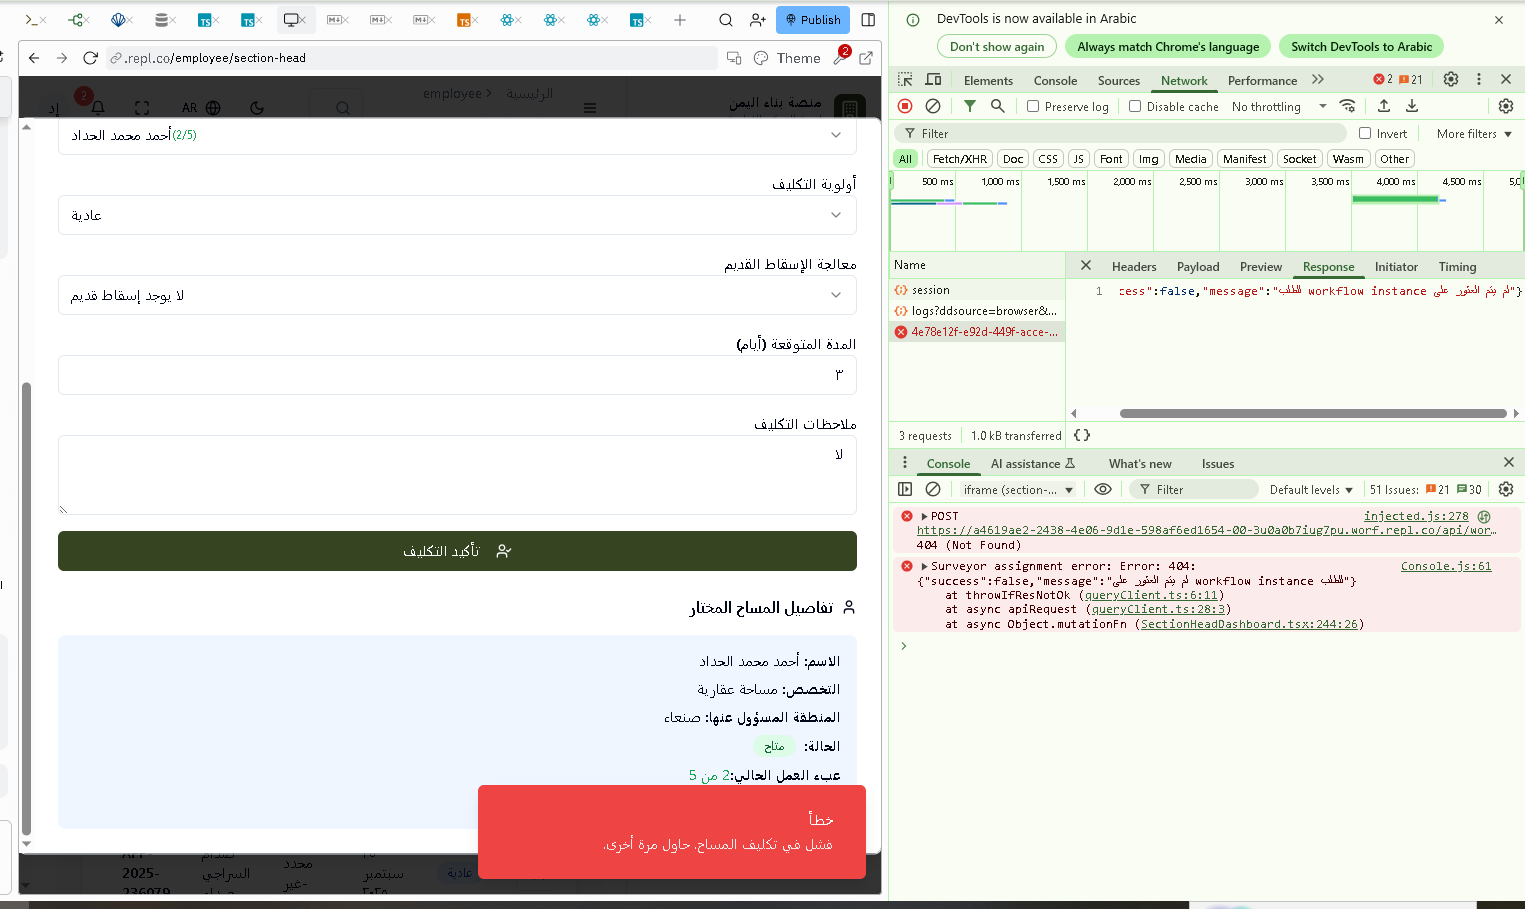 Publish
.repl.co/employee/section-head
Theme
2
2
إد
AR
employee
الرئيسية
منصة بناء اليمن
أحمد محمد الحداد(2/5)
أولوية التكليف
عادية
معالجة الإسقاط القديم
لا يوجد إسقاط قديم
المدة المتوقعة (أيام)
٣
ملاحظات التكليف
لا
تأكيد التكليف
تفاصيل المساح المختار
الاسم: أحمد محمد الحداد
التخصص: مساحة عقارية
المنطقة المسؤول عنها: صنعاء
الحالة: متاح
عبء العمل الحالي:2 من 5
خطأ
فشل في تكليف المساح. حاول مرة أخرى.
2025-
السراجي
محدد
-غير
سبتمبر
عادية
DevTools is now available in Arabic
Don't show again
Always match Chrome's language
Switch DevTools to Arabic
Elements
Console
Sources
Network
Performance
2
21
Preserve log
Disable cache
No throttling
Filter
Invert
More filters
All
Fetch/XHR
Doc
CSS
JS
Font
Img
Media
Manifest
Socket
Wasm
Other
500 ms
1,000 ms
1,500 ms
2,000 ms
2,500 ms
3,000 ms
3,500 ms
4,000 ms
4,500 ms
Name
Headers
Payload
Preview
Response
Initiator
Timing
session
logs?ddsource=browser&...
4e78e12f-e92d-449f-acce-...
1
cess":false,"message":"لم يتم العثور على workflow instance للطلب"}
3 requests
1.0 kB transferred
{ }
Console
AI assistance
What's new
Issues
iframe (section-...
Filter
Default levels
51 Issues:
21
30
POST
injected.js:278
https://a4619ae2-2438-4e06-9d1e-598af6ed1654-00-3u0a0b7iug7pu.worf.repl.co/api/wor…
404 (Not Found)
Surveyor assignment error: Error: 404:
Console.js:61
{"success":false,"message":"لم يتم العثور على workflow instance للطلب"}
at throwIfResNotOk (queryClient.ts:6:11)
at async apiRequest (queryClient.ts:28:3)
at async Object.mutationFn (SectionHeadDashboard.tsx:244:26)